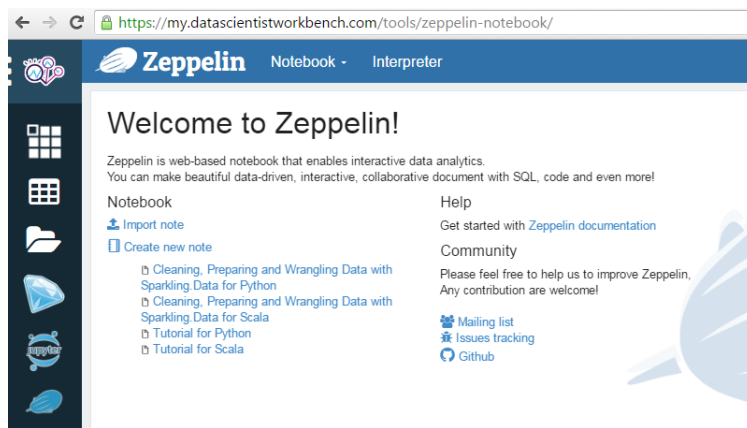 https://my.datascientistworkbench.com/tools/zeppelin-notebook/
Zeppelin Notebook Interpreter
Welcome to Zeppelin!
Zeppelin is web-based notebook that enables interactive data analytics.
You can make beautiful data-driven, interactive, collaborative document with SQL, code and even more!
Notebook
Import note
Create new note
Cleaning, Preparing and Wrangling Data with
Sparkling.Data for Python
Cleaning, Preparing and Wrangling Data with
Sparkling.Data for Scala
Tutorial for Python
Tutorial for Scala
Help
Get started with Zeppelin documentation
Community
Please feel free to help us to improve Zeppelin,
Any contribution are welcome!
Mailing list
Issues tracking
Github
jupyter